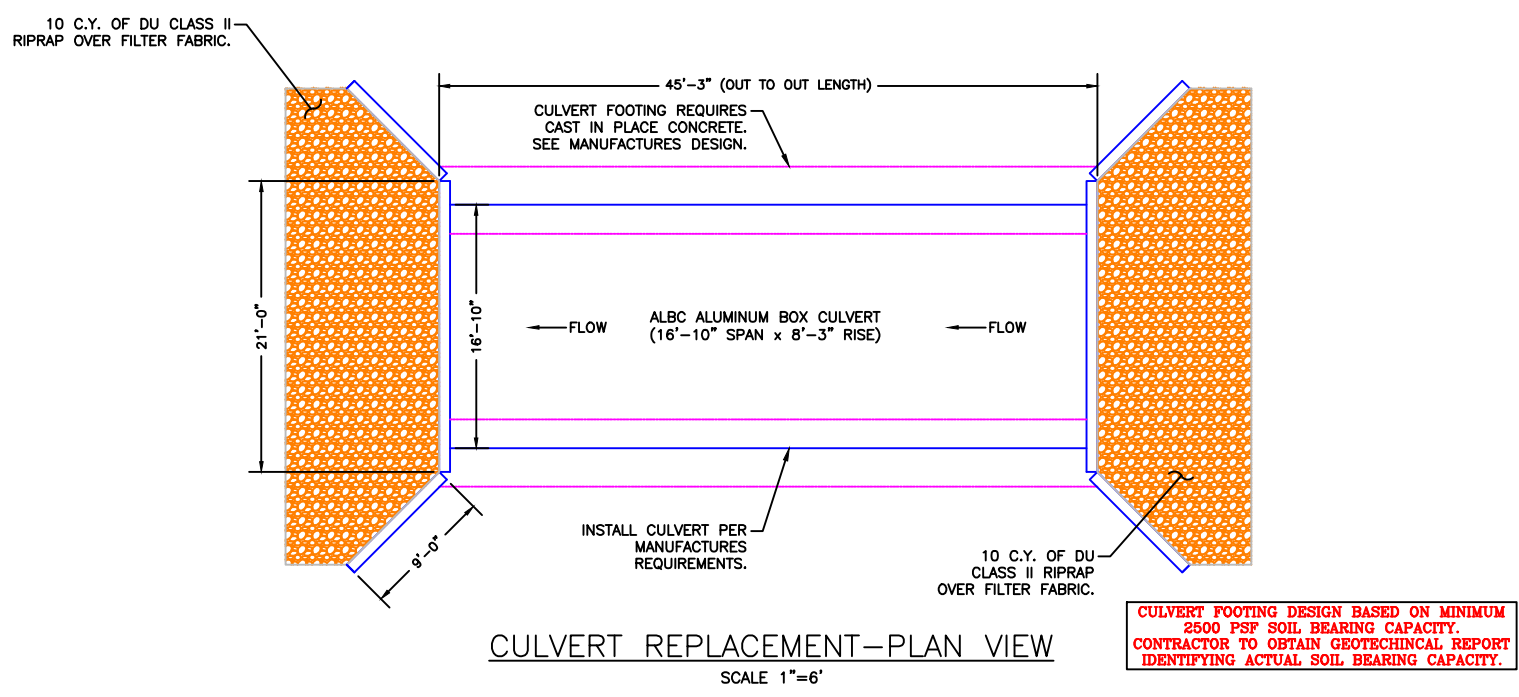 10 C.Y. OF DU CLASS II
RIPRAP OVER FILTER FABRIC.
45'-3" (OUT TO OUT LENGTH)
CULVERT FOOTING REQUIRES
CAST IN PLACE CONCRETE.
SEE MANUFACTURES DESIGN.
21'-0"
16'-10"
FLOW
ALBC ALUMINUM BOX CULVERT
(16'-10" SPAN x 8'-3" RISE)
FLOW
9'-0"
INSTALL CULVERT PER
MANUFACTURES
REQUIREMENTS.
10 C.Y. OF DU
CLASS II RIPRAP
OVER FILTER FABRIC.
CULVERT FOOTING DESIGN BASED ON MINIMUM
2500 PSF SOIL BEARING CAPACITY.
CONTRACTOR TO OBTAIN GEOTECHINCAL REPORT
IDENTIFYING ACTUAL SOIL BEARING CAPACITY.
CULVERT REPLACEMENT-PLAN VIEW
SCALE 1"=6'